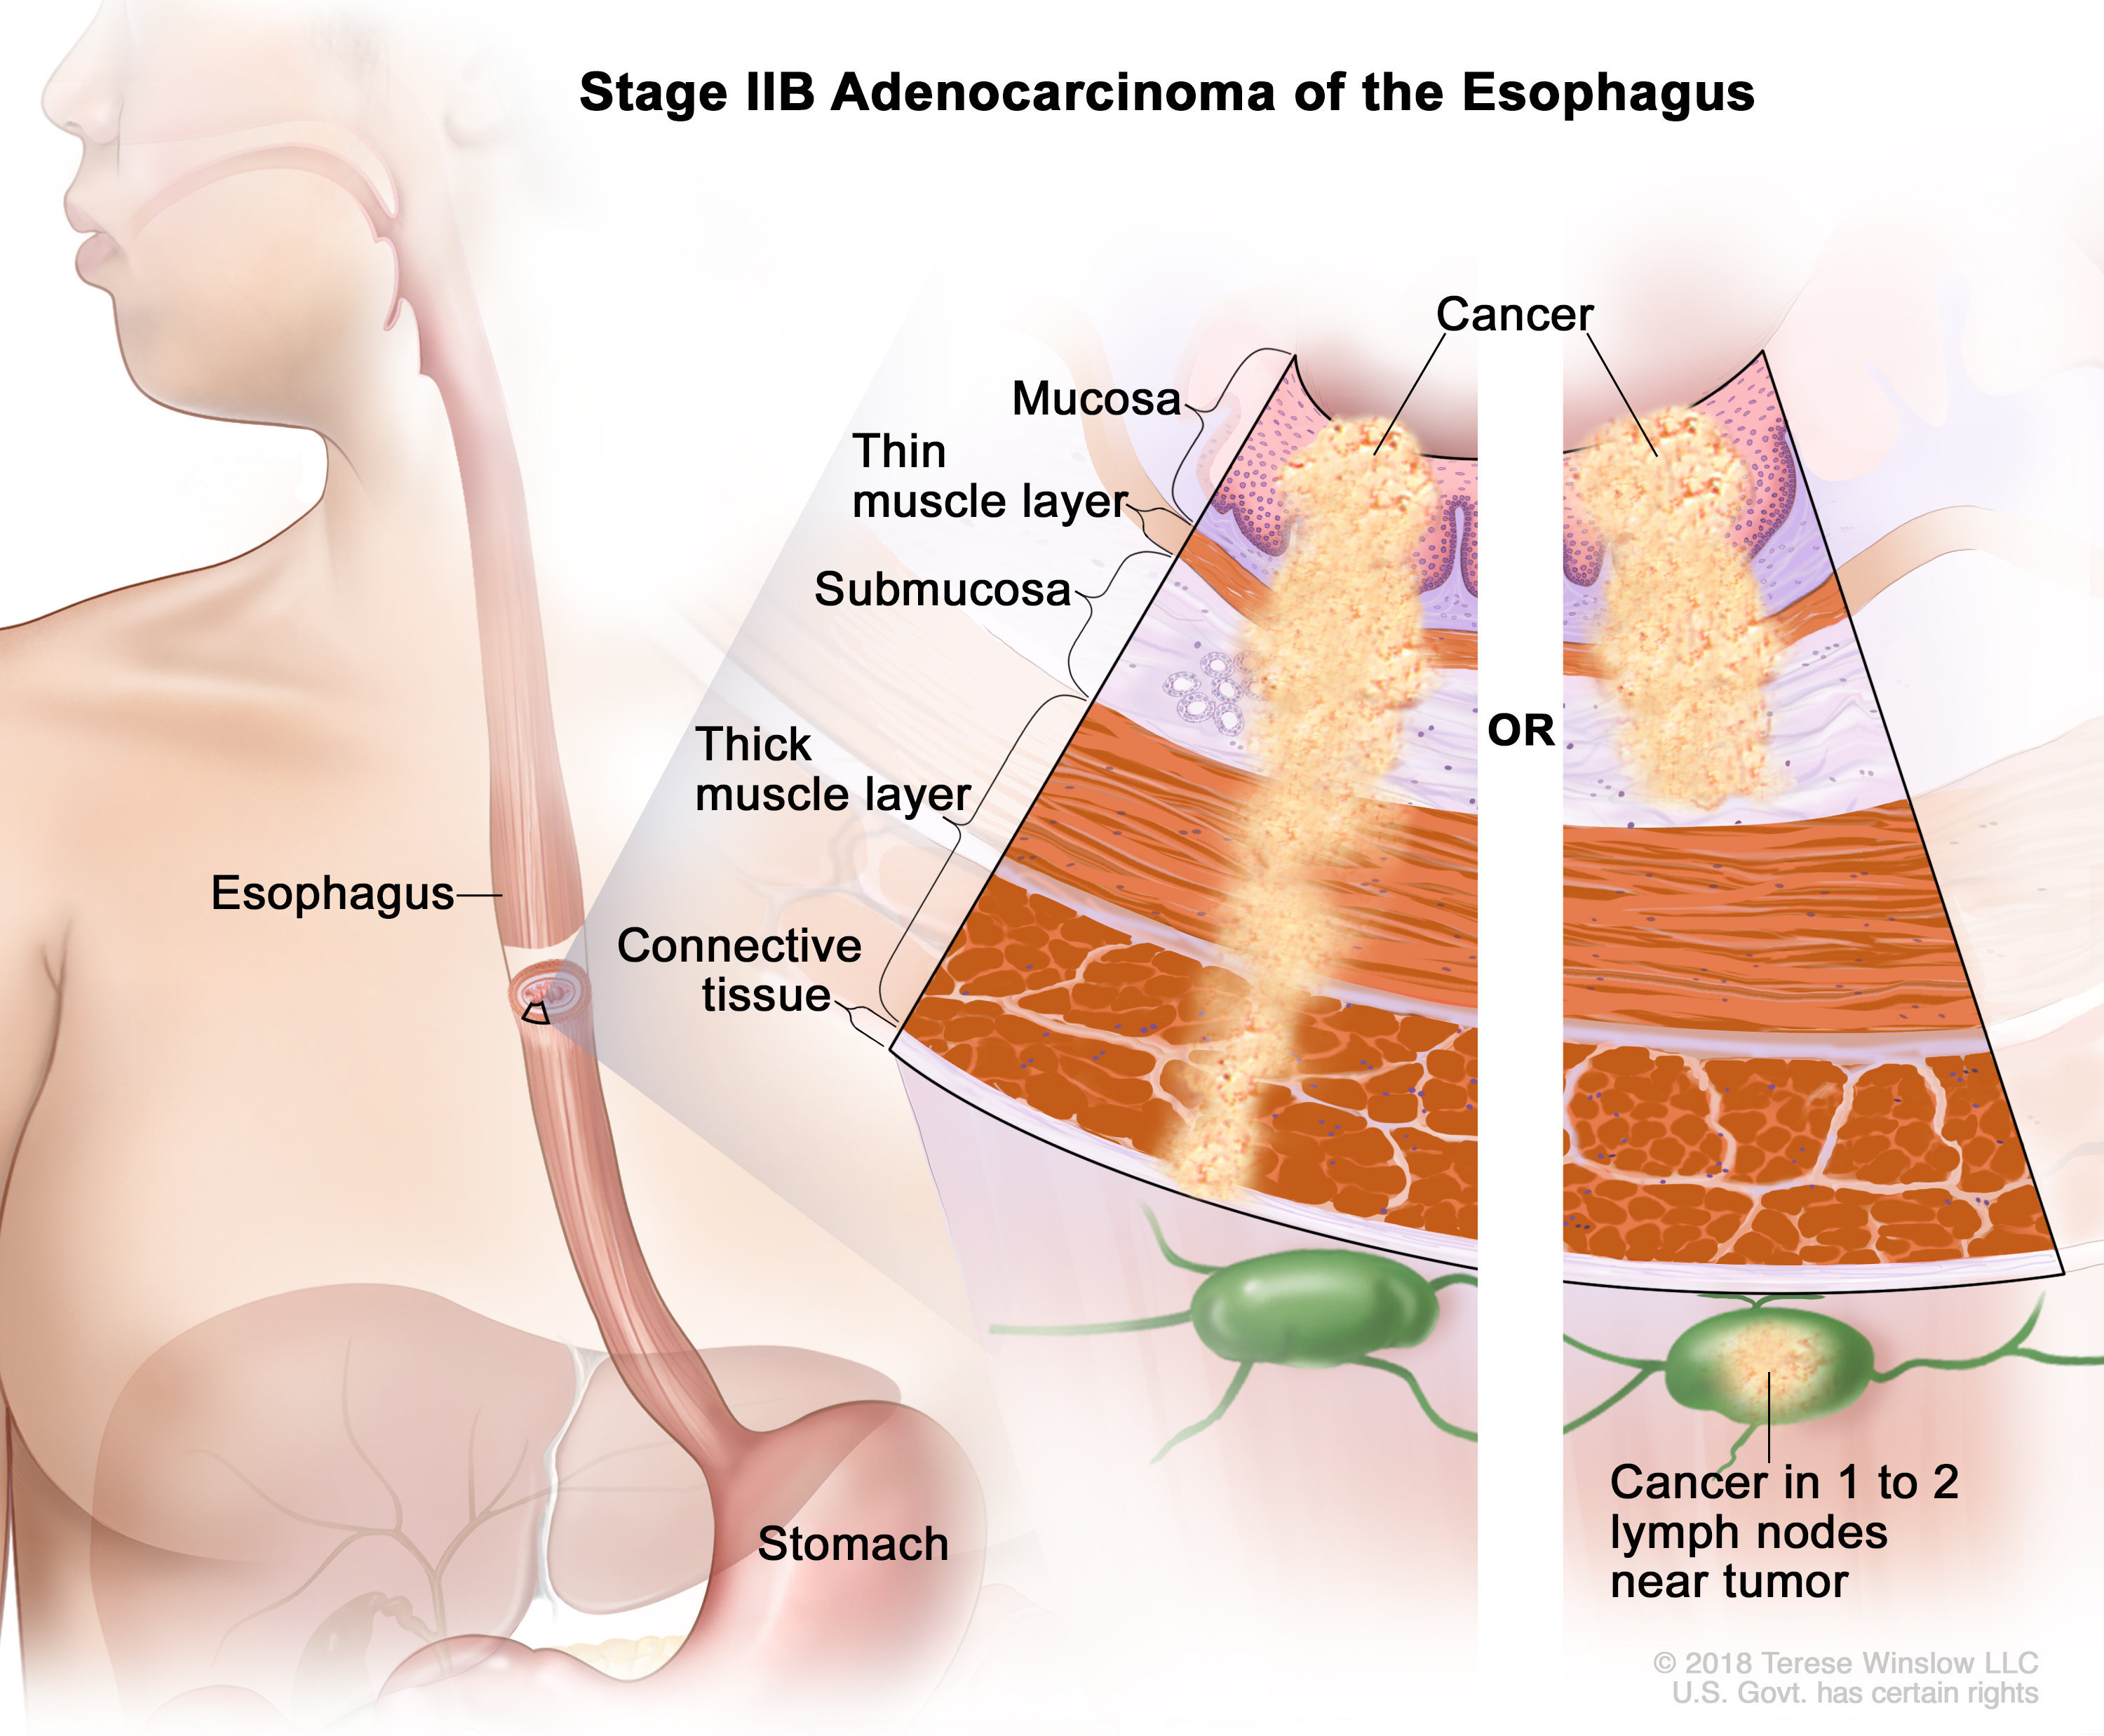 Stage IIB Adenocarcinoma of the Esophagus
Cancer
Mucosa
Thin
muscle layer
Submucosa
OR
Thick
muscle layer
Esophagus
Connective
tissue
Stomach
Cancer in 1 to 2
lymph nodes
near tumor
© 2018 Terese Winslow LLC
U.S. Govt. has certain rights